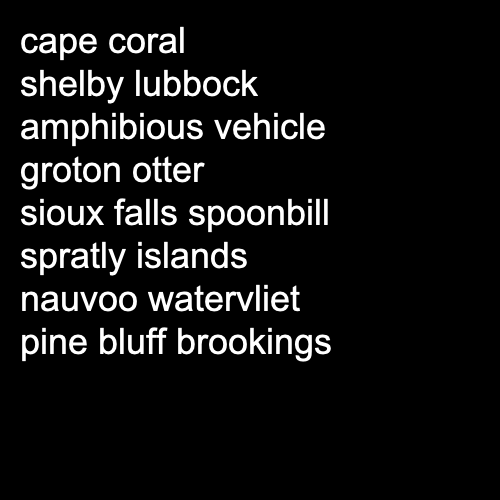 cape coral
shelby lubbock
amphibious vehicle
groton otter
sioux falls spoonbill
spratly islands
nauvoo watervliet
pine bluff brookings